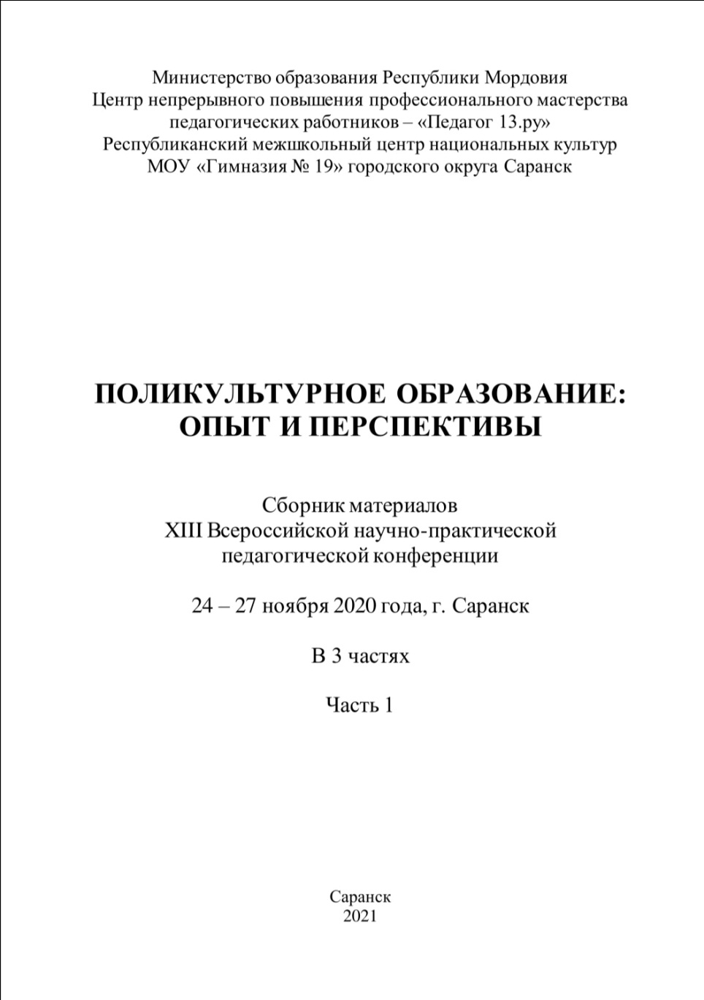 Министерство образования Республики Мордовия
Центр непрерывного повышения профессионального мастерства
педагогических работников – «Педагог 13.ру»
Республиканский межшкольный центр национальных культур
МОУ «Гимназия № 19» городского округа Саранск
ПОЛИКУЛЬТУРНОЕ ОБРАЗОВАНИЕ:
ОПЫТ И ПЕРСПЕКТИВЫ
Сборник материалов
XIII Всероссийской научно-практической
педагогической конференции
24 – 27 ноября 2020 года, г. Саранск
В 3 частях
Часть 1
Саранск
2021